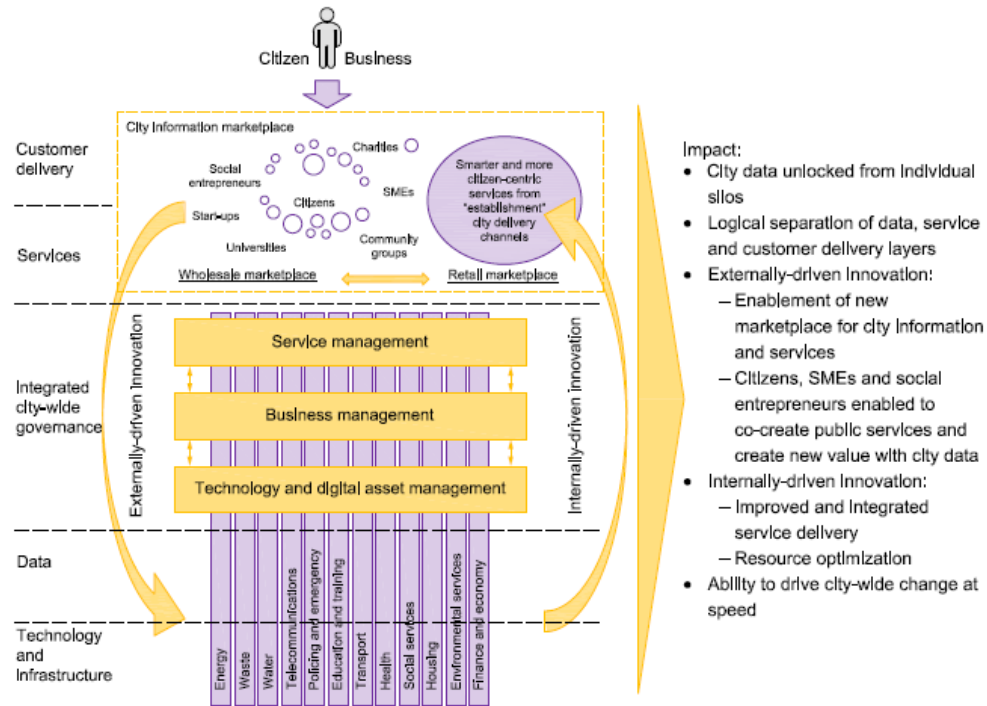 Citizen Business
City Information marketplace
Customer
delivery
Services
Charities
Social
entrepreneurs
SMEs
Citizens
Start-ups
Universities
Community
groups
Smarter and more
citizen-centric
services from
"establishment"
city delivery
channels
Wholesale marketplace
Retail marketplace
Integrated
city-wide
governance
Externally-driven innovation
Service management
Business management
Technology and digital asset management
Internally-driven innovation
Data
Technology
and
Infrastructure
Energy
Waste
Water
Telecommunications
Policing and emergency
Education and training
Transport
Health
Social services
Housing
Environmental services
Finance and economy
Impact:
• City data unlocked from individual
silos
• Logical separation of data, service
and customer delivery layers
• Externally-driven Innovation:
– Enablement of new
marketplace for city information
and services
– Citizens, SMEs and social
entrepreneurs enabled to
co-create public services and
create new value with city data
• Internally-driven Innovation:
– Improved and Integrated
service delivery
– Resource optimization
• Ability to drive city-wide change at
speed